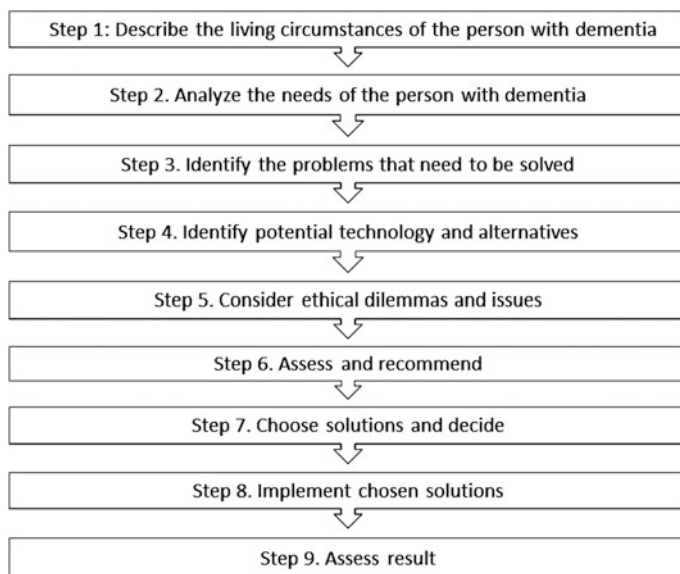 Step 1: Describe the living circumstances of the person with dementia
Step 2. Analyze the needs of the person with dementia
Step 3. Identify the problems that need to be solved
Step 4. Identify potential technology and alternatives
Step 5. Consider ethical dilemmas and issues
Step 6. Assess and recommend
Step 7. Choose solutions and decide
Step 8. Implement chosen solutions
Step 9. Assess result